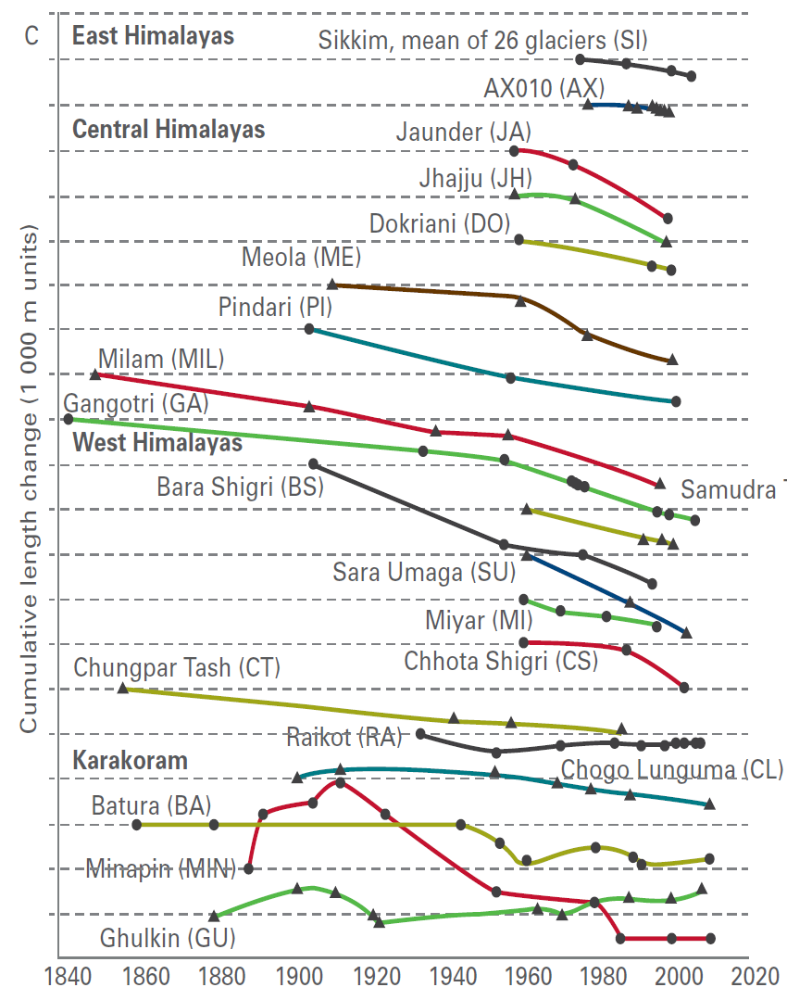 C
East Himalayas
Sikkim, mean of 26 glaciers (SI)
AX010 (AX)
Central Himalayas
Jaunder (JA)
Jhajju (JH)
Dokriani (DO)
Meola (ME)
Pindari (PI)
Milam (MIL)
Gangotri (GA)
West Himalayas
Bara Shigri (BS)
Samudra T
Sara Umaga (SU)
Miyar (MI)
Chhota Shigri (CS)
Chungpar Tash (CT)
Raikot (RA)
Karakoram
Chogo Lunguma (CL)
Batura (BA)
Minapin (MIN)
Ghulkin (GU)
Cumulative length change (1 000 m units)
1840 1860 1880 1900 1920 1940 1960 1980 2000 2020